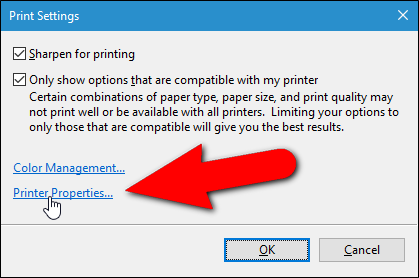 Print Settings
Sharpen for printing
Only show options that are compatible with my printer
Certain combinations of paper type, paper size, and print quality may
not print well or be available with all printers. Limiting your options to
only those that are compatible will give you the best results.
Color Management...
Printer Properties...
OK
Cancel